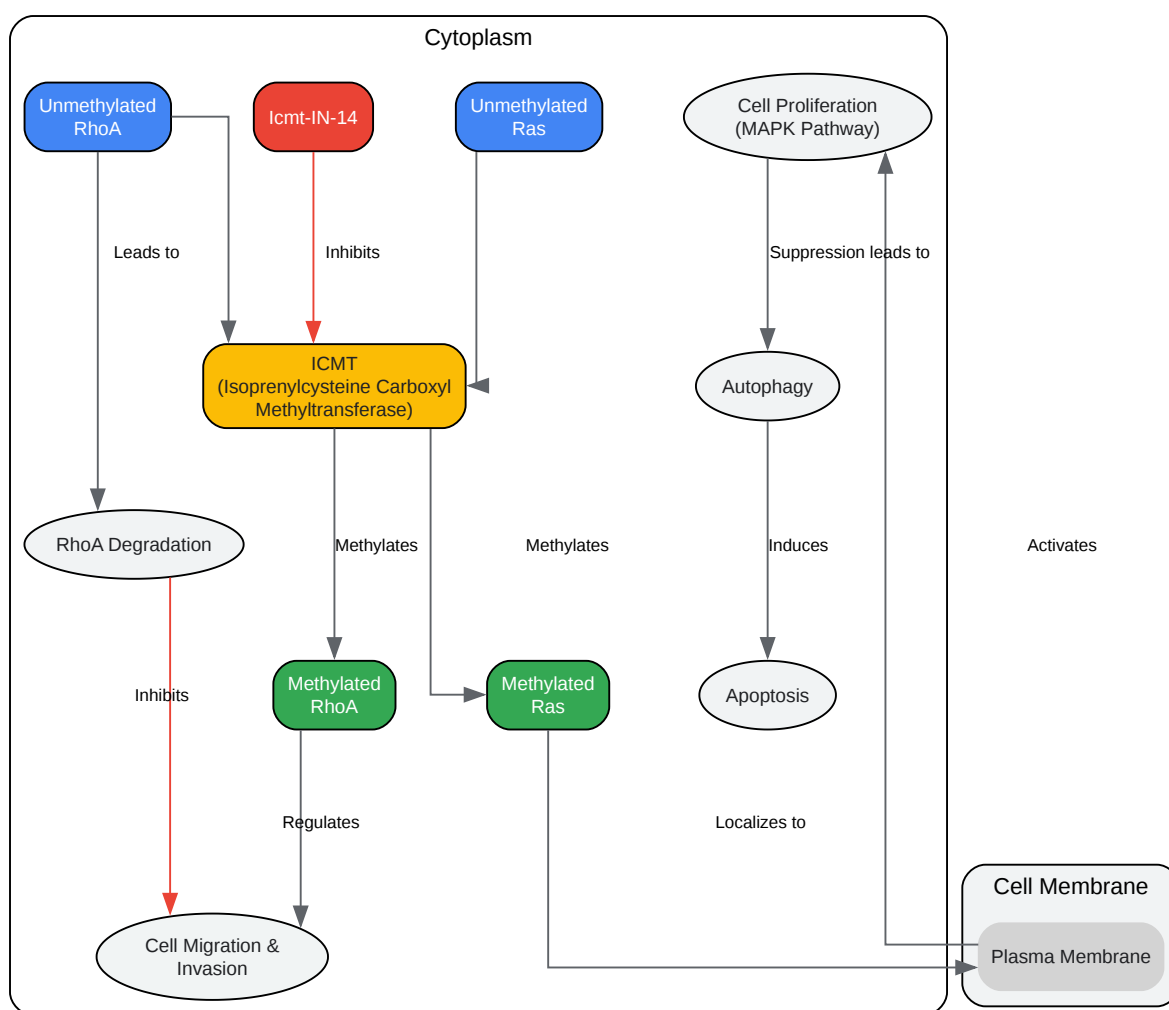 Cytoplasm
Unmethylated
RhoA
Icmt-IN-14
Unmethylated
Ras
Cell Proliferation
(MAPK Pathway)
Leads to
Inhibits
Suppression leads to
ICMT
(Isoprenylcysteine Carboxyl
Methyltransferase)
Autophagy
RhoA Degradation
Methylates
Methylates
Induces
Activates
Inhibits
Methylated
RhoA
Methylated
Ras
Apoptosis
Regulates
Localizes to
Cell Membrane
Cell Migration &
Invasion
Plasma Membrane